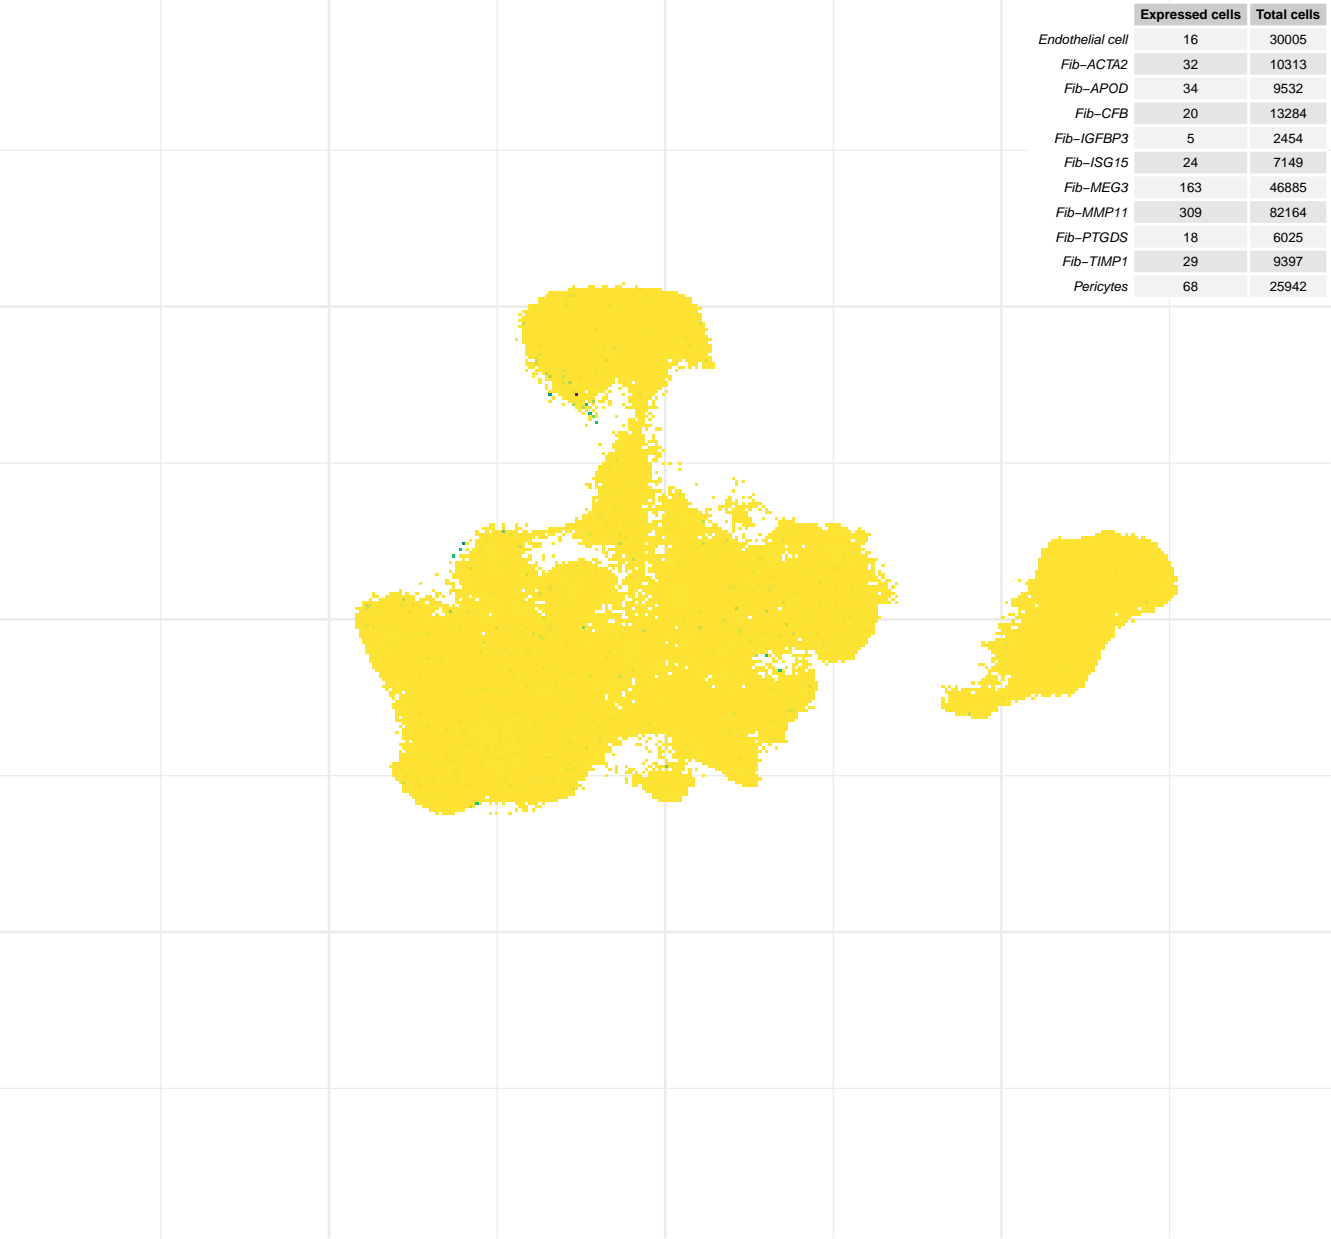 Expressed cells Total cells
Endothelial cell 16 30005
Fib−ACTA2 32 10313
Fib−APOD 34 9532
Fib−CFB 20 13284
Fib−IGFBP3 5 2454
Fib−ISG15 24 7149
Fib−MEG3 163 46885
Fib−MMP11 309 82164
Fib−PTGDS 18 6025
Fib−TIMP1 29 9397
Pericytes 68 25942